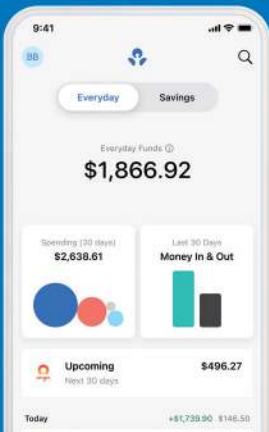 9:41
BB
Everyday Savings
Everyday Funds
$1,866.92
Spending (30 days)
$2,638.61
Last 30 Days
Money In & Out
Upcoming
$496.27
Next 30 days
Today +$1,739.90 $146.50